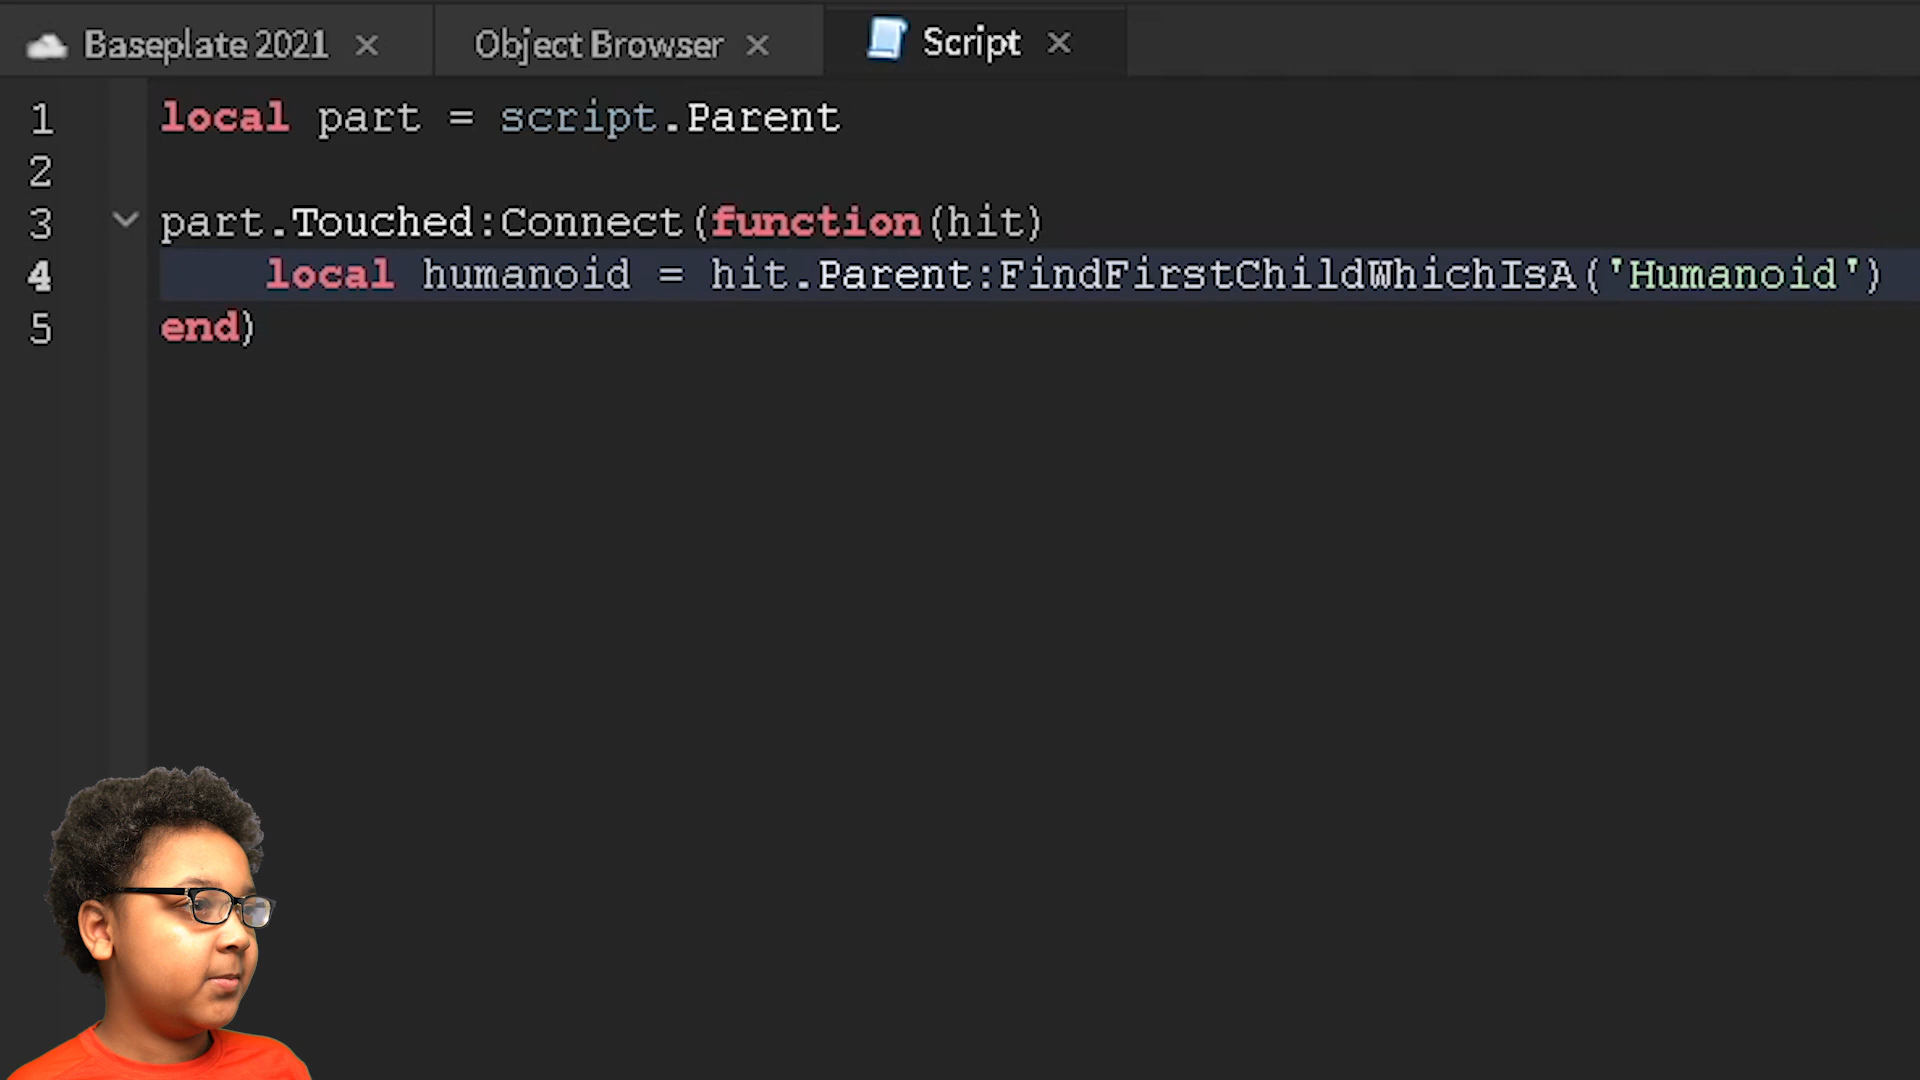 Baseplate 2021 Object Browser Script
1 local part = script.Parent
2
3 part.Touched:Connect(function(hit)
4 local humanoid = hit.Parent:FindFirstChildWhichIsA('Humanoid')
5 end)